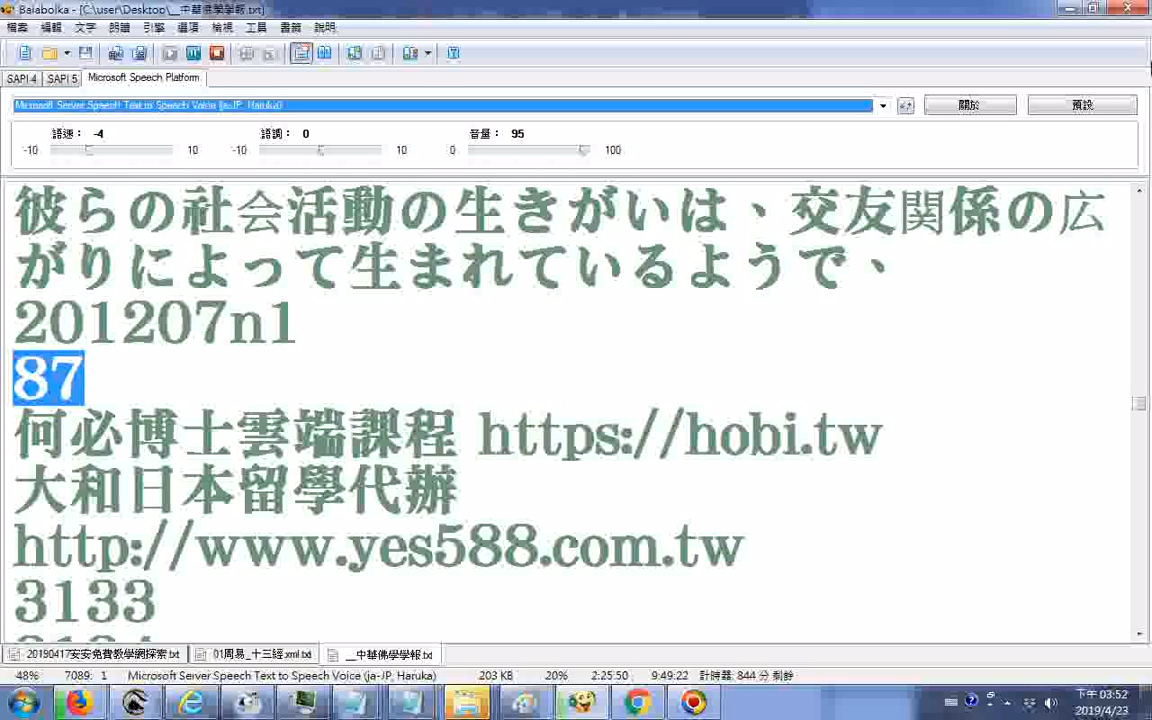 Balabolka - [C:\user\Desktop\__中華佛學學報.txt]
檔案 編輯 文字 朗讀 引擎 選項 檢視 工具 書籤 說明
SAPI 4 SAPI 5 Microsoft Speech Platform
Microsoft Server Speech Text to Speech Voice (ja-JP, Haruka)
關於 預設
語速： -4 語調： 0 音量： 95
-10 10 -10 10 0 100
彼らの社会活動の生きがいは、交友関係の広
がりによって生まれているようで、
201207n1
87
何必博士雲端課程 https://hobi.tw
大和日本留學代辦
http://www.yes588.com.tw
3133
20190417安安免費教學網探索.txt 01周易_十三經.xml.txt __中華佛學學報.txt
48% 7089: 1 Microsoft Server Speech Text to Speech Voice (ja-JP, Haruka) 203 KB 20% 2:25:50 9:49:22 計時器: 844 分 剩餘
下午 03:52
2019/4/23